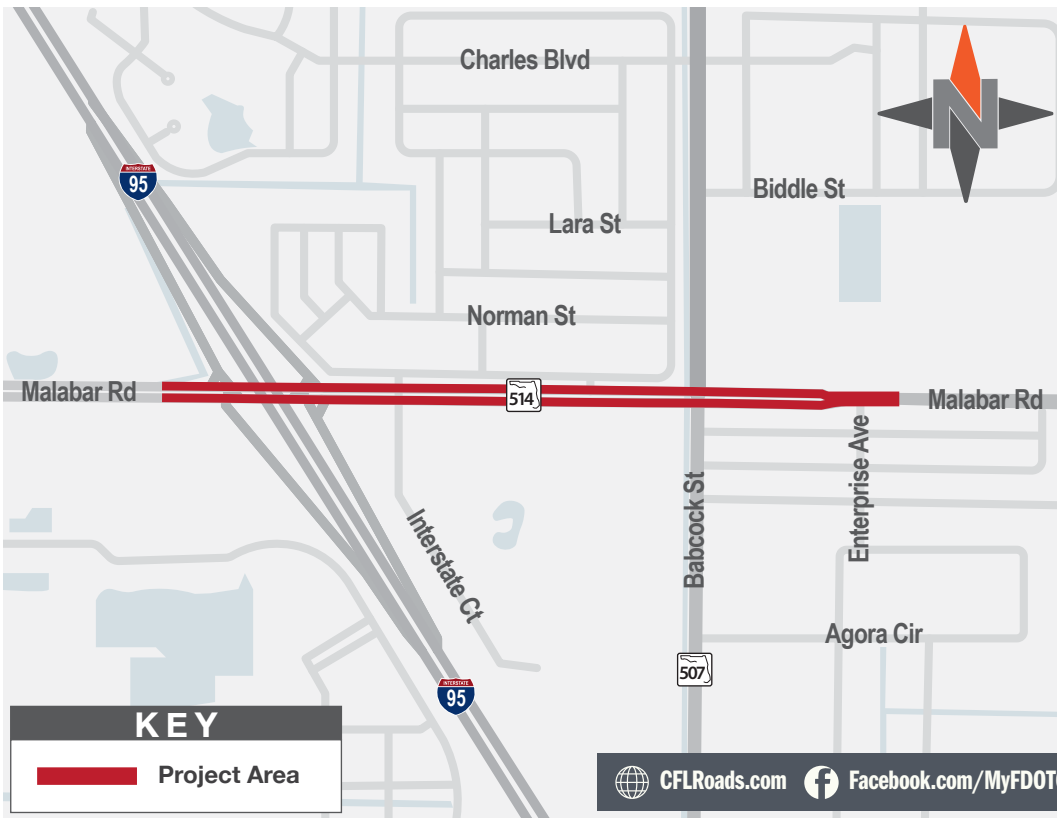 Charles Blvd
N
INTERSTATE
95
Biddle St
Lara St
Norman St
Malabar Rd
514
Malabar Rd
Enterprise Ave
Babcock St
Interstate Ct
Agora Cir
507
INTERSTATE
95
KEY
Project Area
CFLRoads.com
Facebook.com/MyFDOT